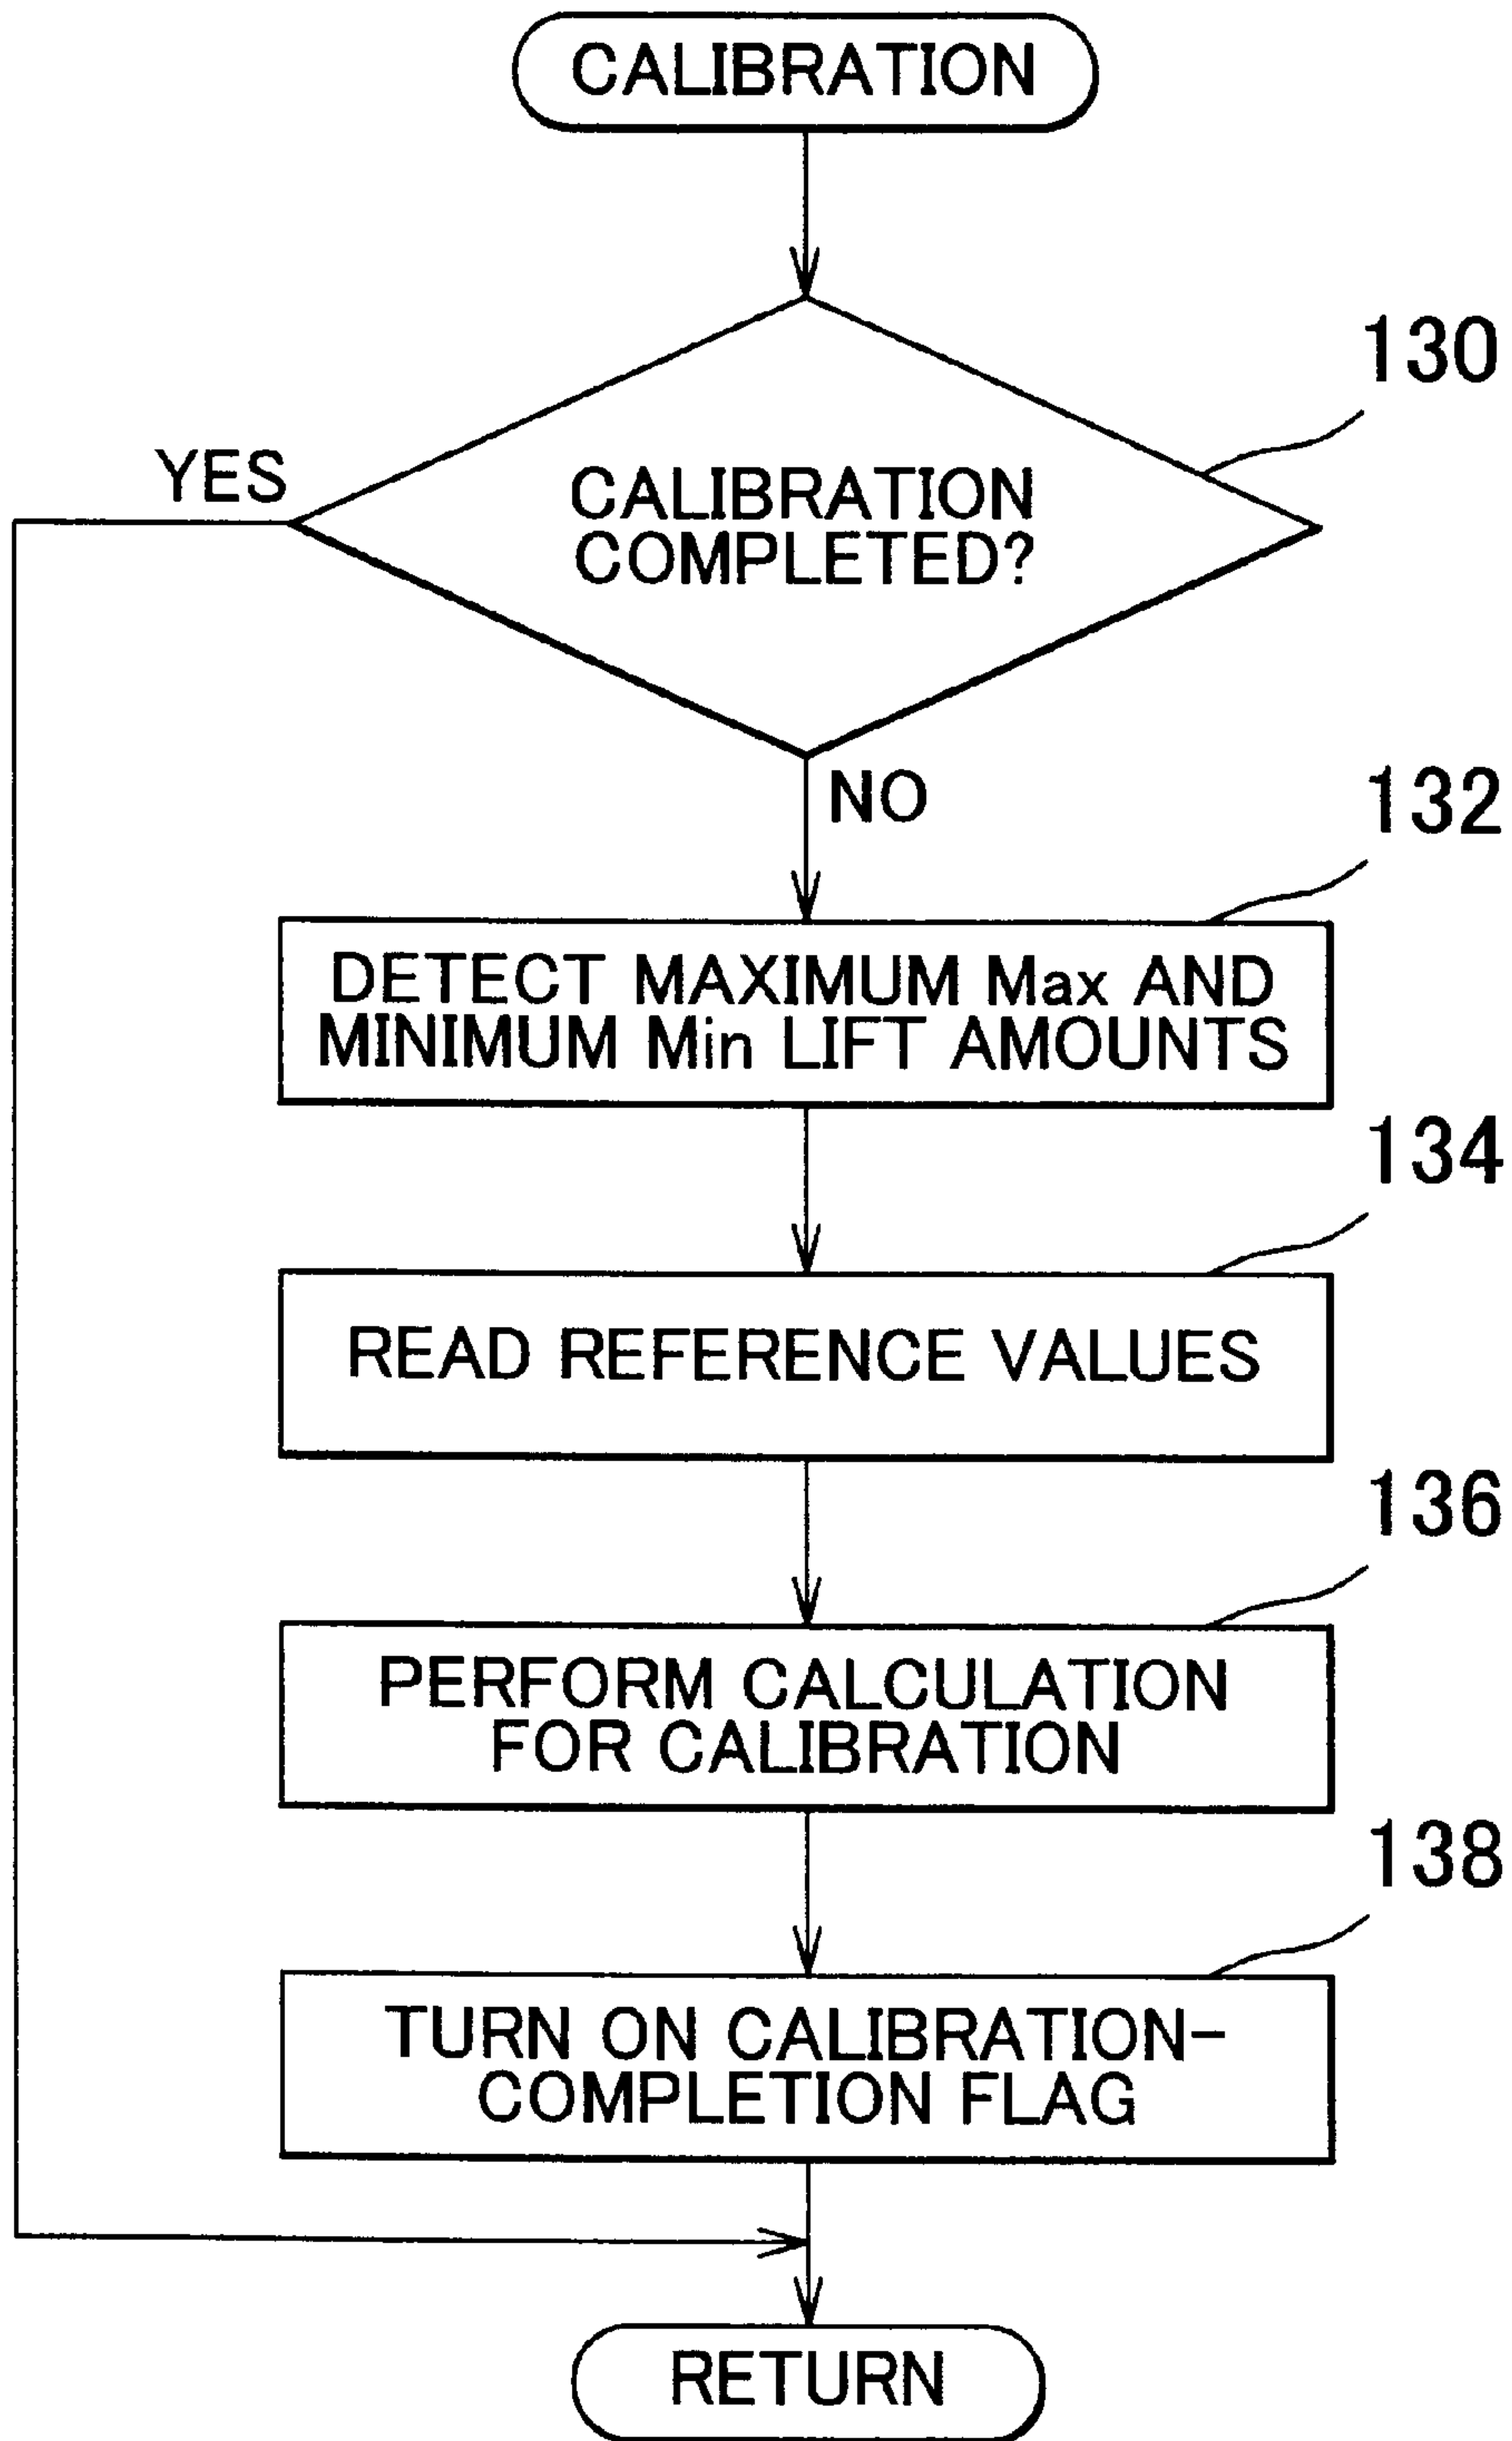 CALIBRATION
130
YES
CALIBRATION
COMPLETED?
NO
132
DETECT MAXIMUM Max AND
MINIMUM Min LIFT AMOUNTS
134
READ REFERENCE VALUES
136
PERFORM CALCULATION
FOR CALIBRATION
138
TURN ON CALIBRATION-
COMPLETION FLAG
RETURN